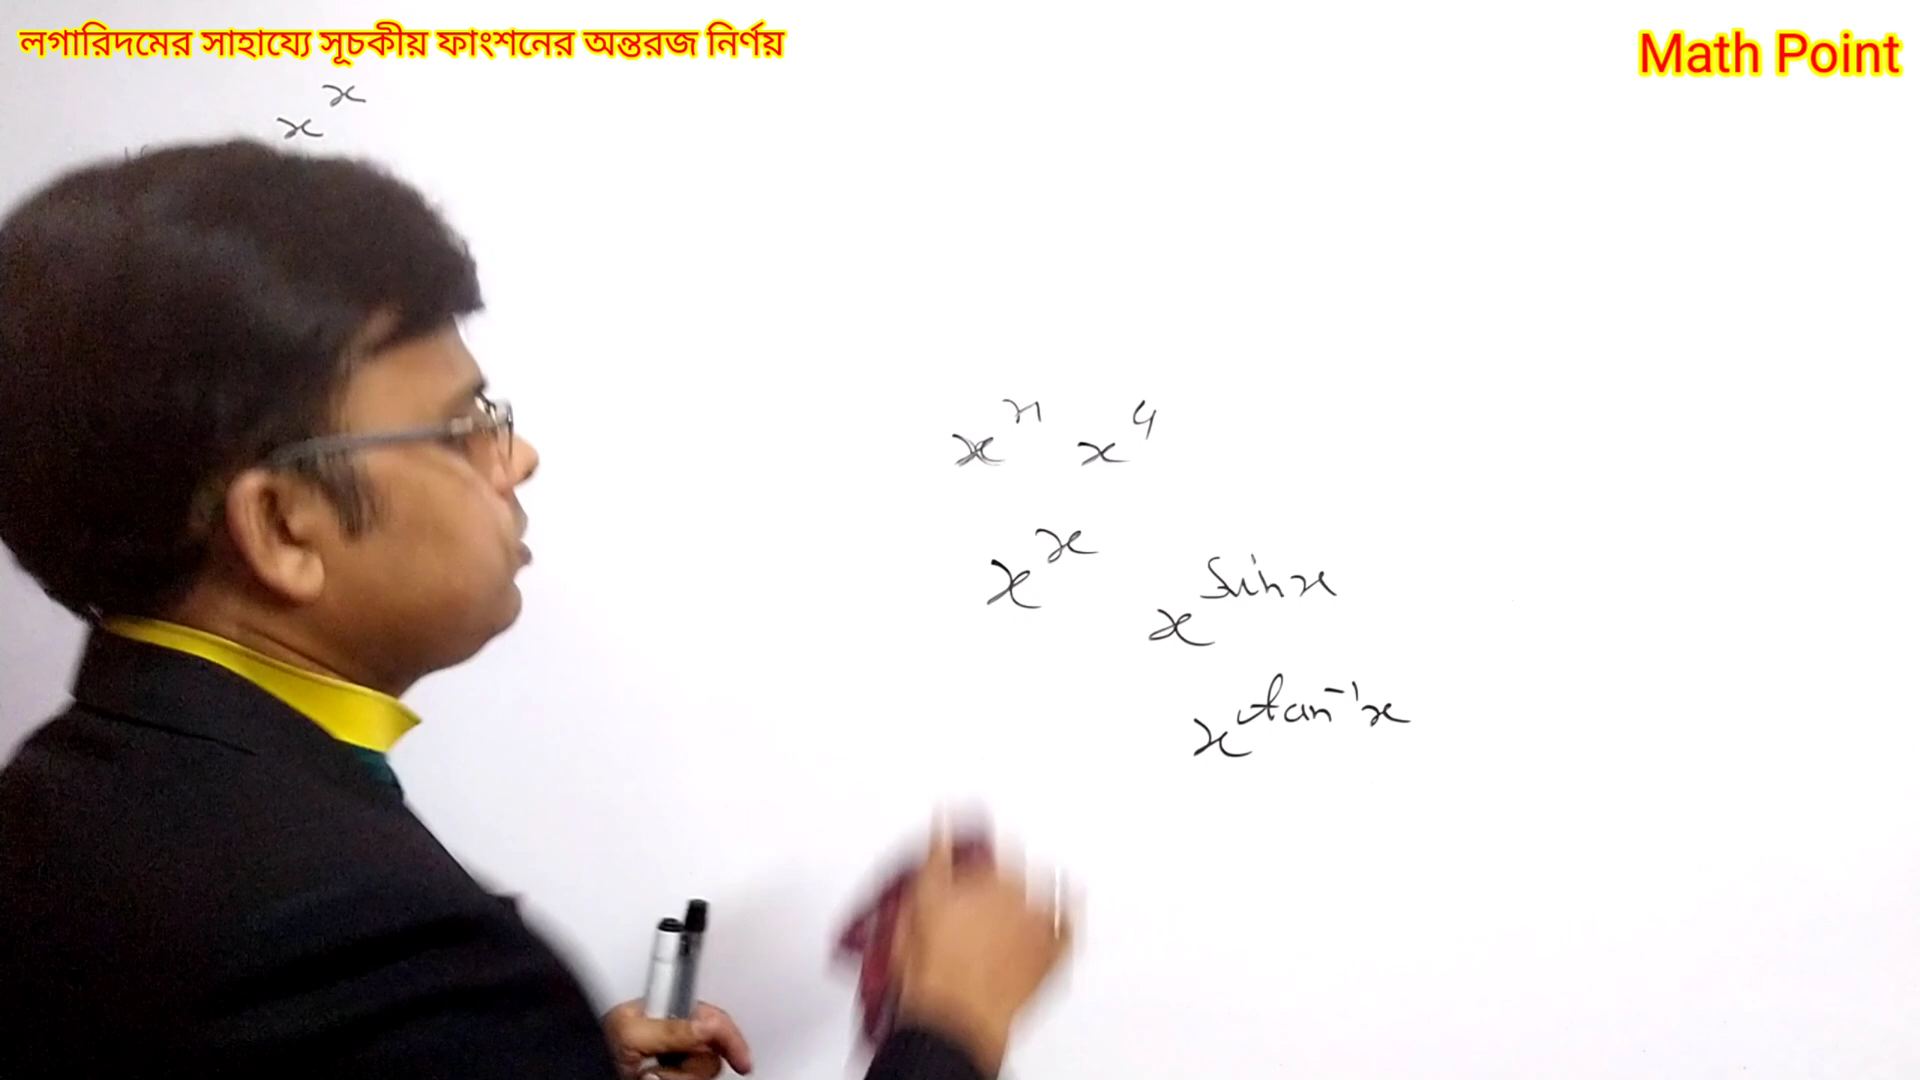 লগারিদমের সাহায্যে সূচকীয় ফাংশনের অন্তরজ নির্ণয়
Math Point
x^x
x^n x^4
x^x
x^sin x
x^tan⁻¹x